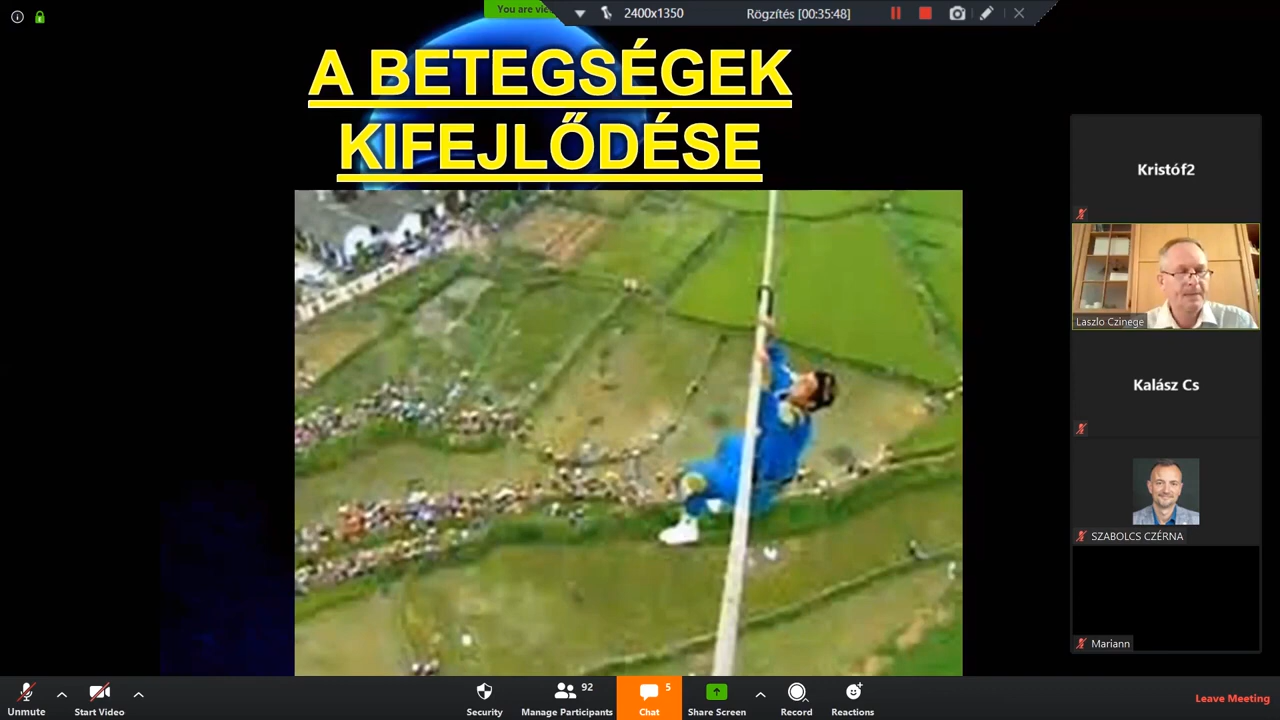 You are vie
2400x1350
Rögzítés [00:35:48]
A BETEGSÉGEK
KIFEJLŐDÉSE
Kristóf2
Laszlo Czinege
Kalász Cs
SZABOLCS CZÉRNA
Mariann
Unmute
Start Video
Security
92
Manage Participants
5
Chat
Share Screen
Record
Reactions
Leave Meeting